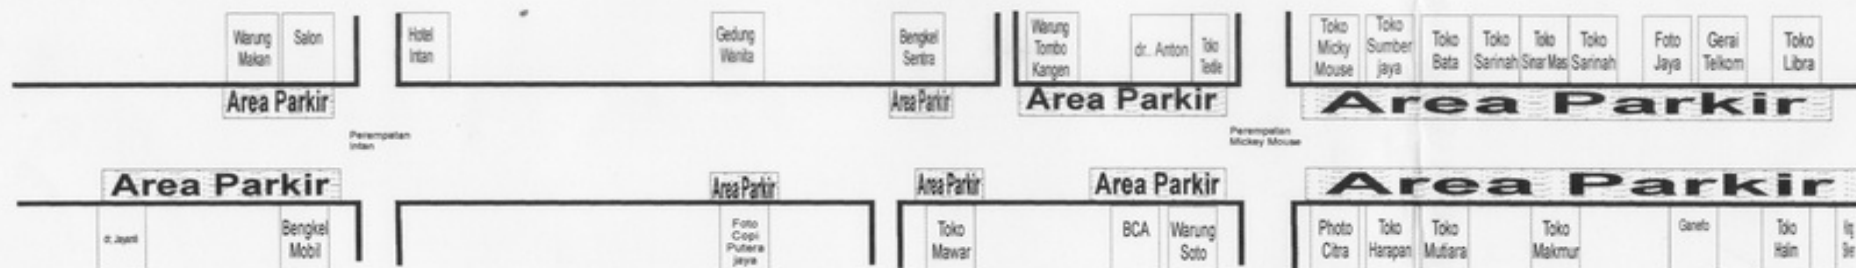 Warung
Makan
Salon
Hotel
Intan
Gedung
Wanita
Bengkel
Sentra
Warung
Tombo
Kangen
dr. Anton
Toko
Textile
Toko
Micky
Mouse
Toko
Sumber
jaya
Toko
Bata
Toko
Sarinah
Toko
Sinar Mas
Toko
Sarinah
Foto
Jaya
Gerai
Telkom
Toko
Libra
Area Parkir
Area Parkir
Area Parkir
Area Parkir
Perempatan
Intan
Perempatan
Mickey Mouse
Area Parkir
Area Parkir
Area Parkir
Area Parkir
Area Parkir
dr. Jayanti
Bengkel
Mobil
Foto
Copi
Putera
jaya
Toko
Mawar
BCA
Warung
Soto
Photo
Citra
Toko
Harapan
Toko
Mutiara
Toko
Makmur
Ganefo
Toko
Halim